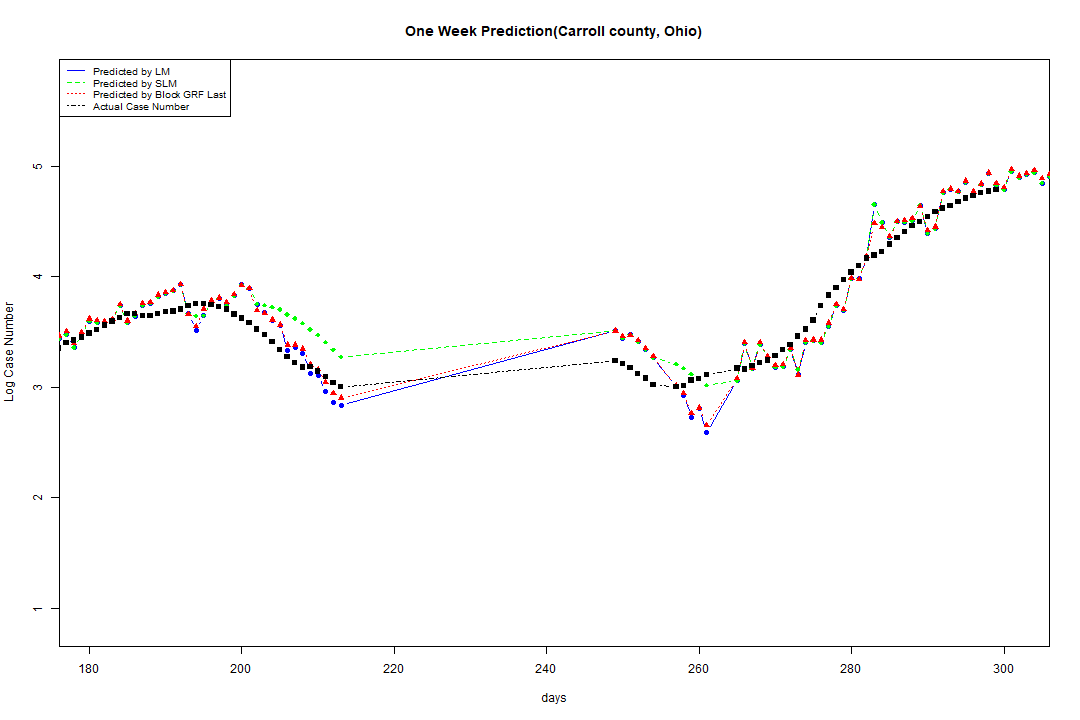 One Week Prediction(Carroll county, Ohio)
Predicted by LM
Predicted by SLM
Predicted by Block GRF Last
Actual Case Number
Log Case Number
5
4
3
2
1
180 200 220 240 260 280 300
days